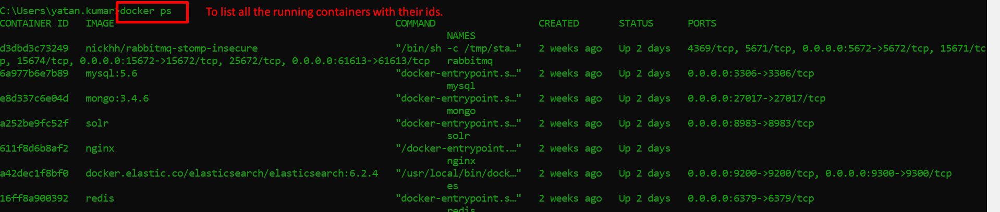 C:\Users\yatan.kumar>docker ps To list all the running containers with their ids.
CONTAINER ID IMAGE COMMAND CREATED STATUS PORTS
NAMES
d3dbd3c73249 nickhh/rabbitmq-stomp-insecure "/bin/sh -c /tmp/sta…" 2 weeks ago Up 2 days 4369/tcp, 5671/tcp, 0.0.0.0:5672->5672/tcp, 15671/tc
p, 15674/tcp, 0.0.0.0:15672->15672/tcp, 25672/tcp, 0.0.0.0:61613->61613/tcp rabbitmq
6a977b6e7b89 mysql:5.6 "docker-entrypoint.s…" 2 weeks ago Up 2 days 0.0.0.0:3306->3306/tcp
mysql
e8d337c6e04d mongo:3.4.6 "docker-entrypoint.s…" 2 weeks ago Up 2 days 0.0.0.0:27017->27017/tcp
mongo
a252be9fc52f solr "docker-entrypoint.s…" 2 weeks ago Up 2 days 0.0.0.0:8983->8983/tcp
solr
611f8d6b8af2 nginx "/docker-entrypoint.…" 2 weeks ago Up 2 days
nginx
a42dec1f8bf0 docker.elastic.co/elasticsearch/elasticsearch:6.2.4 "/usr/local/bin/dock…" 2 weeks ago Up 2 days 0.0.0.0:9200->9200/tcp, 0.0.0.0:9300->9300/tcp
es
16ff8a900392 redis "docker-entrypoint.s…" 2 weeks ago Up 2 days 0.0.0.0:6379->6379/tcp
redis